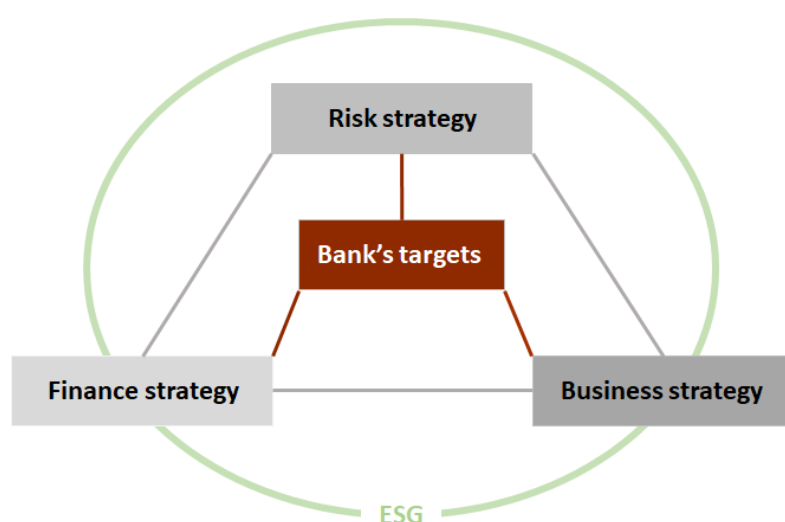 Risk strategy
Bank’s targets
Finance strategy
Business strategy
ESG